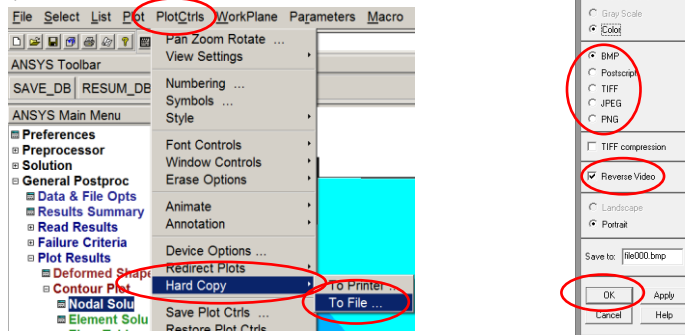 File Select List Plot PlotCtrls WorkPlane Parameters Macro
Pan Zoom Rotate ...
View Settings
ANSYS Toolbar
SAVE_DB RESUM_DB
Numbering ...
Symbols ...
Style
ANSYS Main Menu
Preferences
Preprocessor
Solution
General Postproc
Data & File Opts
Results Summary
Read Results
Failure Criteria
Plot Results
Deformed Shape
Contour Plot
Nodal Solu
Element Solu
Font Controls
Window Controls
Erase Options
Animate
Annotation
Device Options ...
Redirect Plots
Hard Copy
Save Plot Ctrls ...
Restore Plot Ctrls
To Printer ...
To File ...
Gray Scale
Color
BMP
Postscript
TIFF
JPEG
PNG
TIFF compression
Reverse Video
Landscape
Portrait
Save to: file000.bmp
OK Apply
Cancel Help